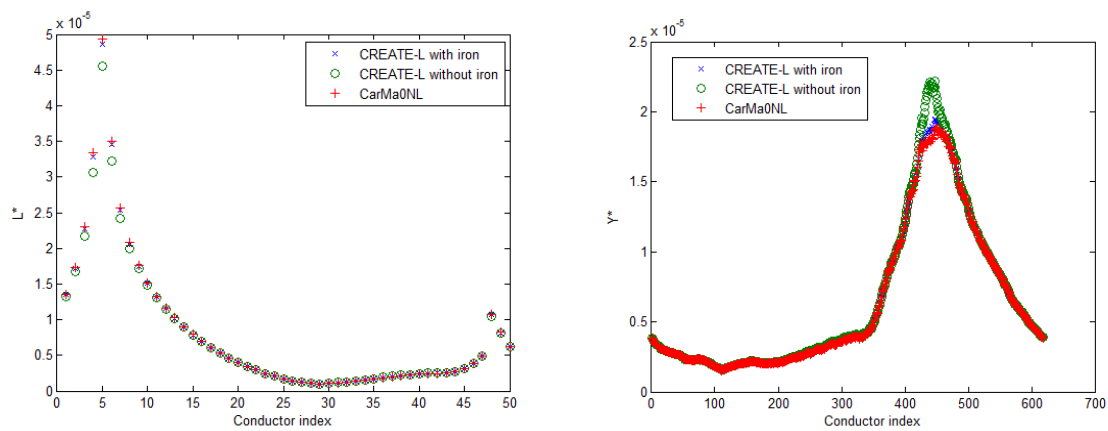 x 10⁻⁵
5
4.5
4
3.5
3
2.5
2
1.5
1
0.5
0
L*
0 5 10 15 20 25 30 35 40 45 50
Conductor index
CREATE-L with iron
CREATE-L without iron
CarMa0NL
x 10⁻⁵
2.5
2
1.5
1
0.5
0
Y*
0 100 200 300 400 500 600 700
Conductor index
CREATE-L with iron
CREATE-L without iron
CarMa0NL